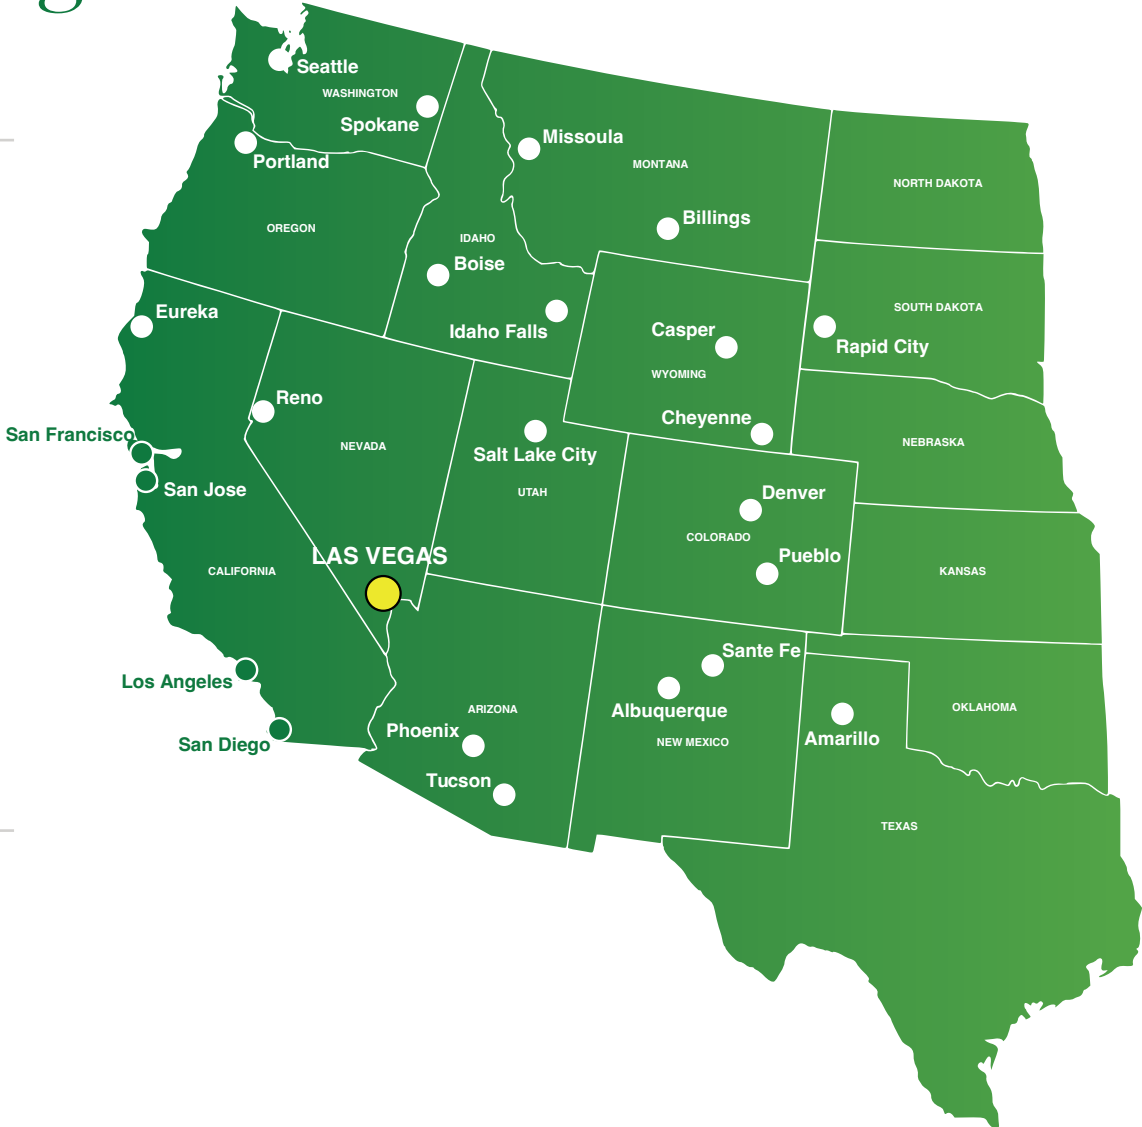 Seattle
WASHINGTON
Spokane
Missoula
Portland
MONTANA
NORTH DAKOTA
Billings
OREGON
IDAHO
Boise
SOUTH DAKOTA
Eureka
Idaho Falls
Casper
Rapid City
WYOMING
Reno
Cheyenne
San Francisco
NEVADA
NEBRASKA
Salt Lake City
San Jose
UTAH
Denver
COLORADO
LAS VEGAS
Pueblo
CALIFORNIA
KANSAS
Sante Fe
Los Angeles
ARIZONA
Albuquerque
OKLAHOMA
Phoenix
NEW MEXICO
Amarillo
San Diego
Tucson
TEXAS